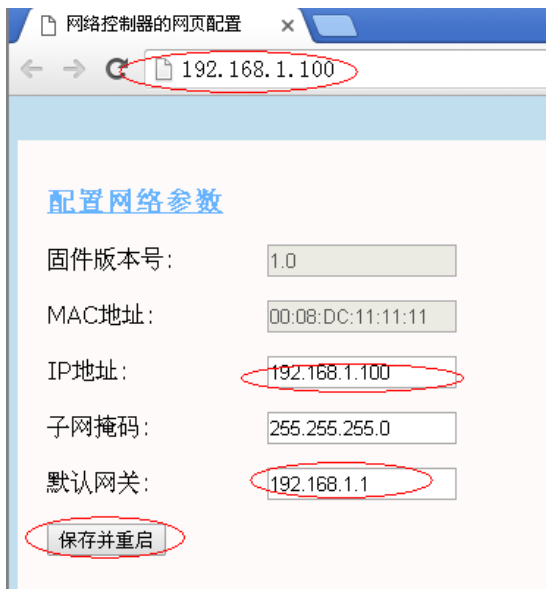 网络控制器的网页配置
192.168.1.100
配置网络参数
固件版本号: 1.0
MAC地址: 00:08:DC:11:11:11
IP地址: 192.168.1.100
子网掩码: 255.255.255.0
默认网关: 192.168.1.1
保存并重启